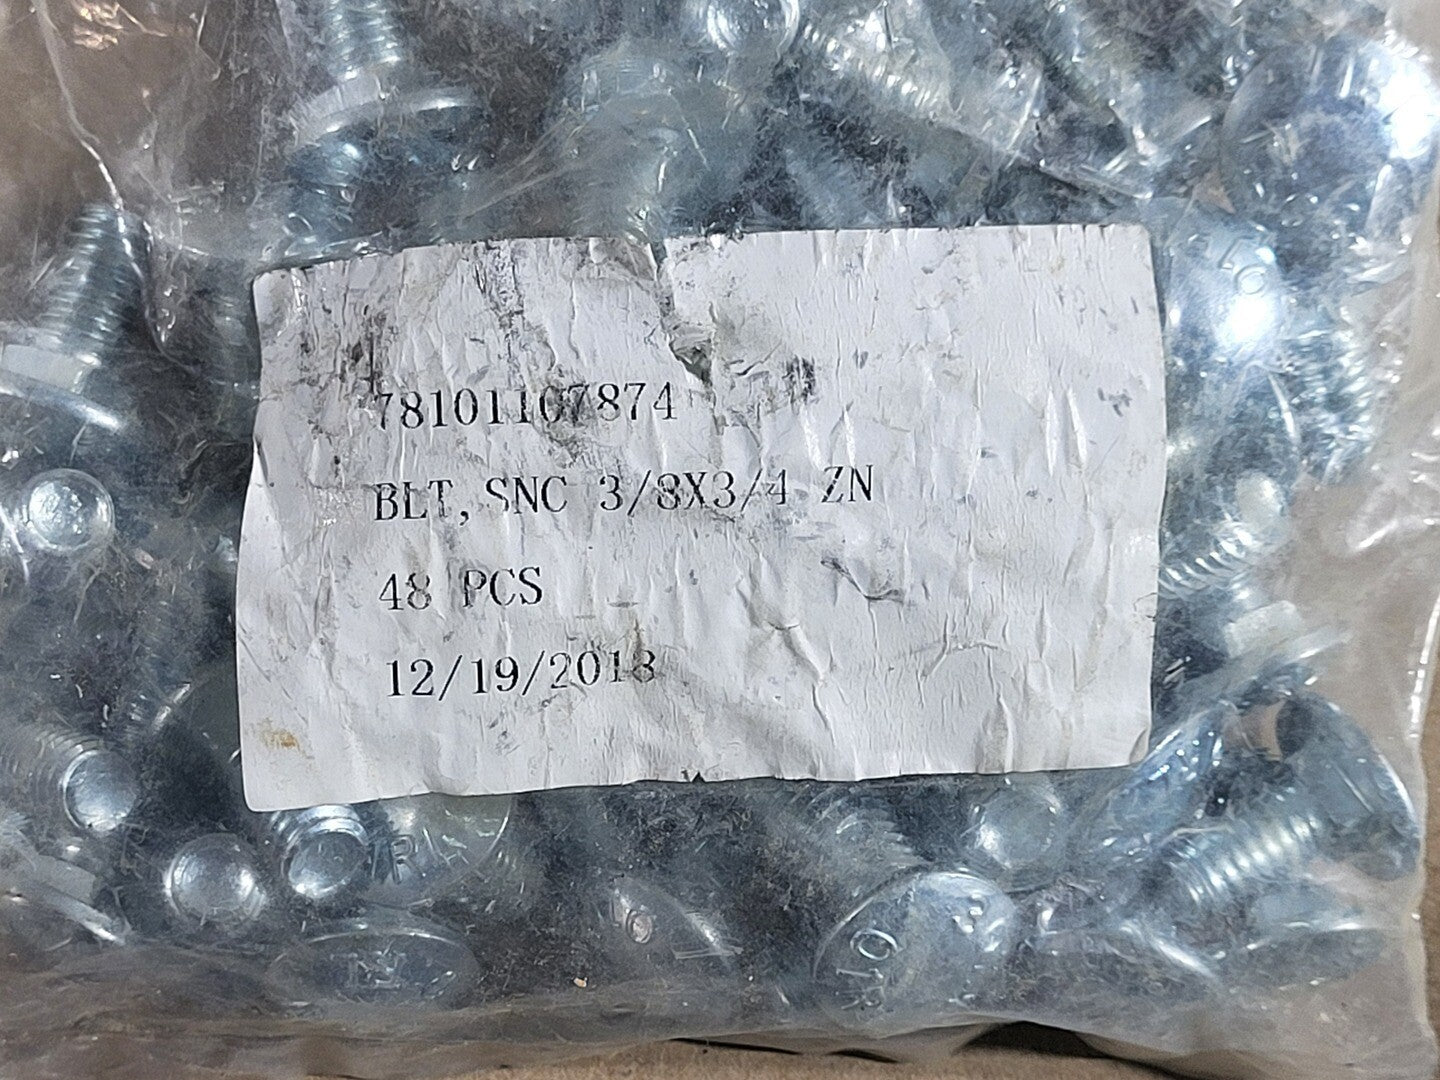 78101107874
BLT, SNC 3/8X3/4 ZN
48 PCS
12/19/2018